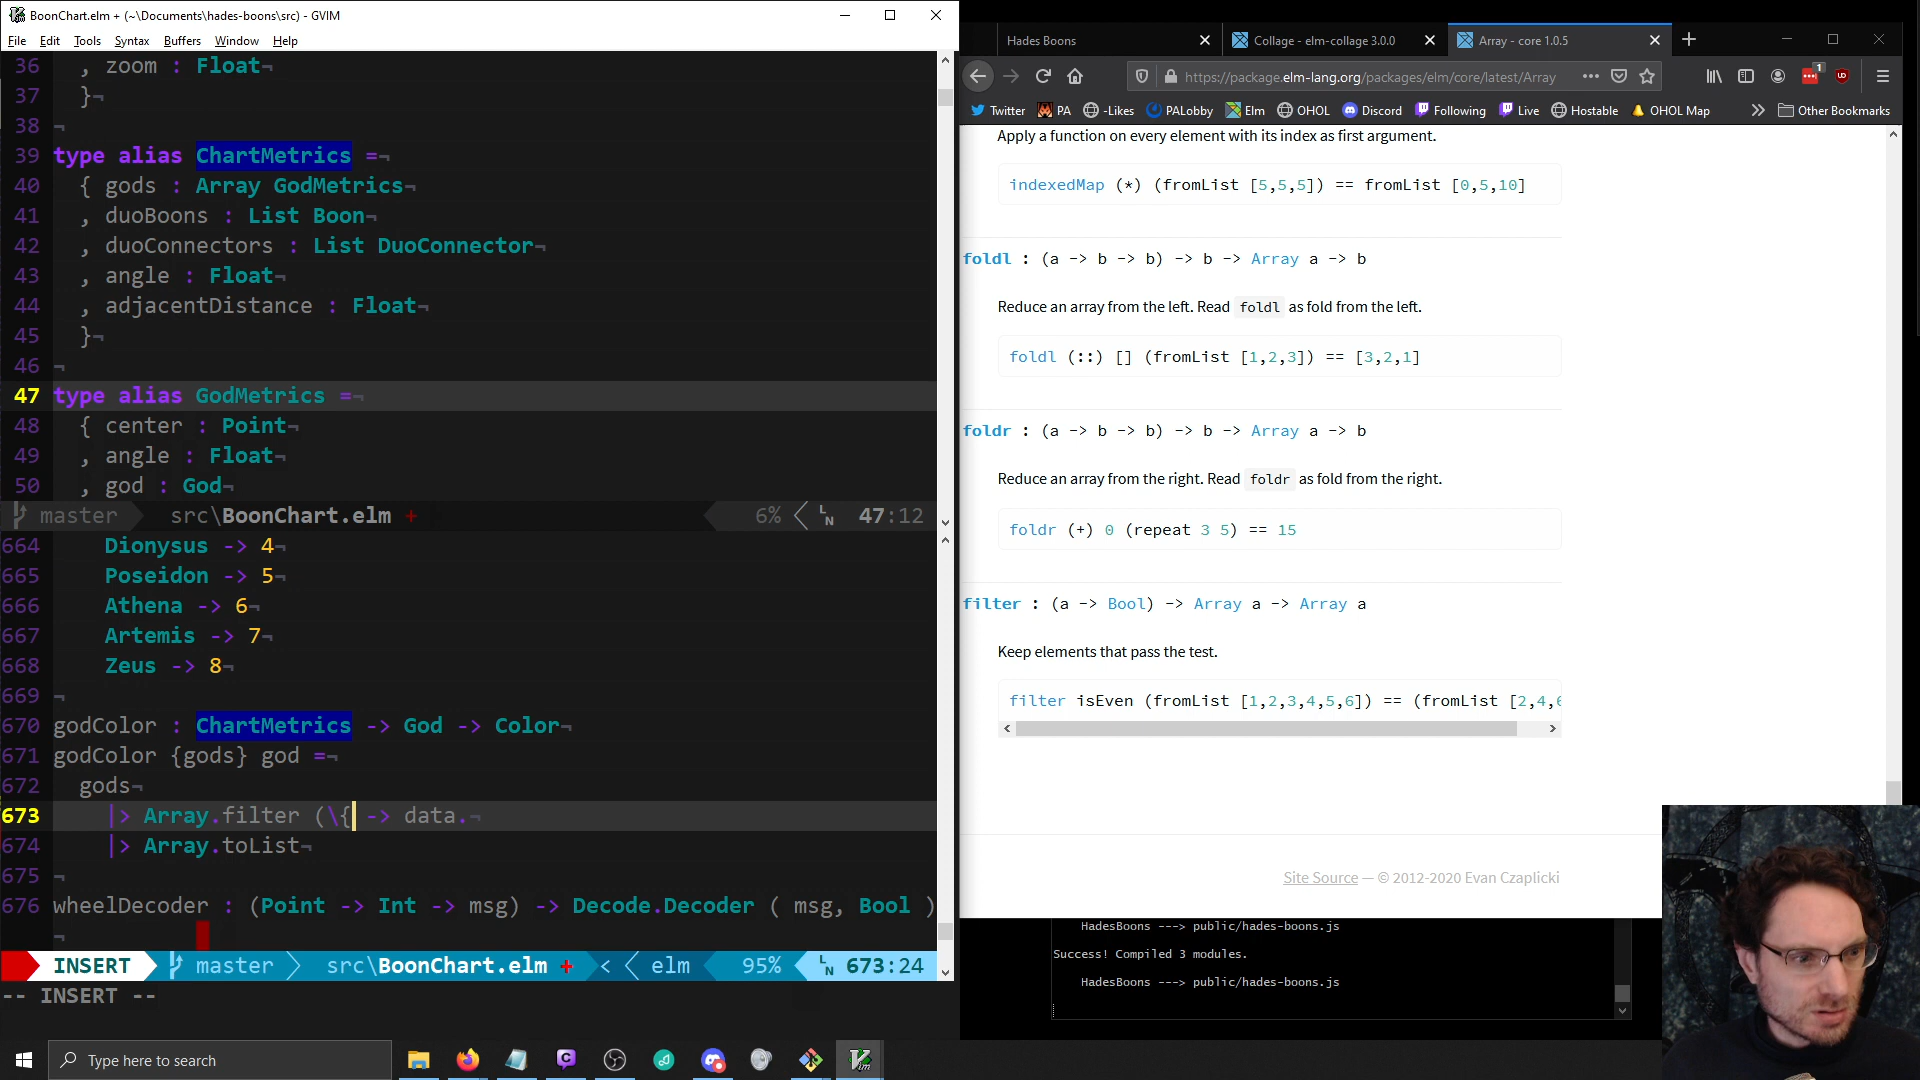 BoonChart.elm + (~\Documents\hades-boons\src) - GVIM
File Edit Tools Syntax Buffers Window Help
36 , zoom : Float¬
37 }¬
38 ¬
39 type alias ChartMetrics =¬
40 { gods : Array GodMetrics¬
41 , duoBoons : List Boon¬
42 , duoConnectors : List DuoConnector¬
43 , angle : Float¬
44 , adjacentDistance : Float¬
45 }¬
46 ¬
47 type alias GodMetrics =¬
48 { center : Point¬
49 , angle : Float¬
50 , god : God¬
master src\BoonChart.elm + 6% < LN 47:12
664 Dionysus -> 4¬
665 Poseidon -> 5¬
666 Athena -> 6¬
667 Artemis -> 7¬
668 Zeus -> 8¬
669 ¬
670 godColor : ChartMetrics -> God -> Color¬
671 godColor {gods} god =¬
672 gods¬
673 |> Array.filter (\{ -> data.¬
674 |> Array.toList¬
675 ¬
676 wheelDecoder : (Point -> Int -> msg) -> Decode.Decoder ( msg, Bool )
¬
INSERT master src\BoonChart.elm + < elm 95% LN 673:24
-- INSERT --
Hades Boons
Collage - elm-collage 3.0.0
Array - core 1.0.5
https://package.elm-lang.org/packages/elm/core/latest/Array
1
Twitter PA -Likes PALobby Elm OHOL Discord Following Live Hostable OHOL Map Other Bookmarks
Apply a function on every element with its index as first argument.
indexedMap (*) (fromList [5,5,5]) == fromList [0,5,10]
foldl : (a -> b -> b) -> b -> Array a -> b
Reduce an array from the left. Read foldl as fold from the left.
foldl (::) [] (fromList [1,2,3]) == [3,2,1]
foldr : (a -> b -> b) -> b -> Array a -> b
Reduce an array from the right. Read foldr as fold from the right.
foldr (+) 0 (repeat 3 5) == 15
filter : (a -> Bool) -> Array a -> Array a
Keep elements that pass the test.
filter isEven (fromList [1,2,3,4,5,6]) == (fromList [2,4,6
Site Source — © 2012-2020 Evan Czaplicki
HadesBoons ---> public/hades-boons.js
Success! Compiled 3 modules.
HadesBoons ---> public/hades-boons.js
Type here to search